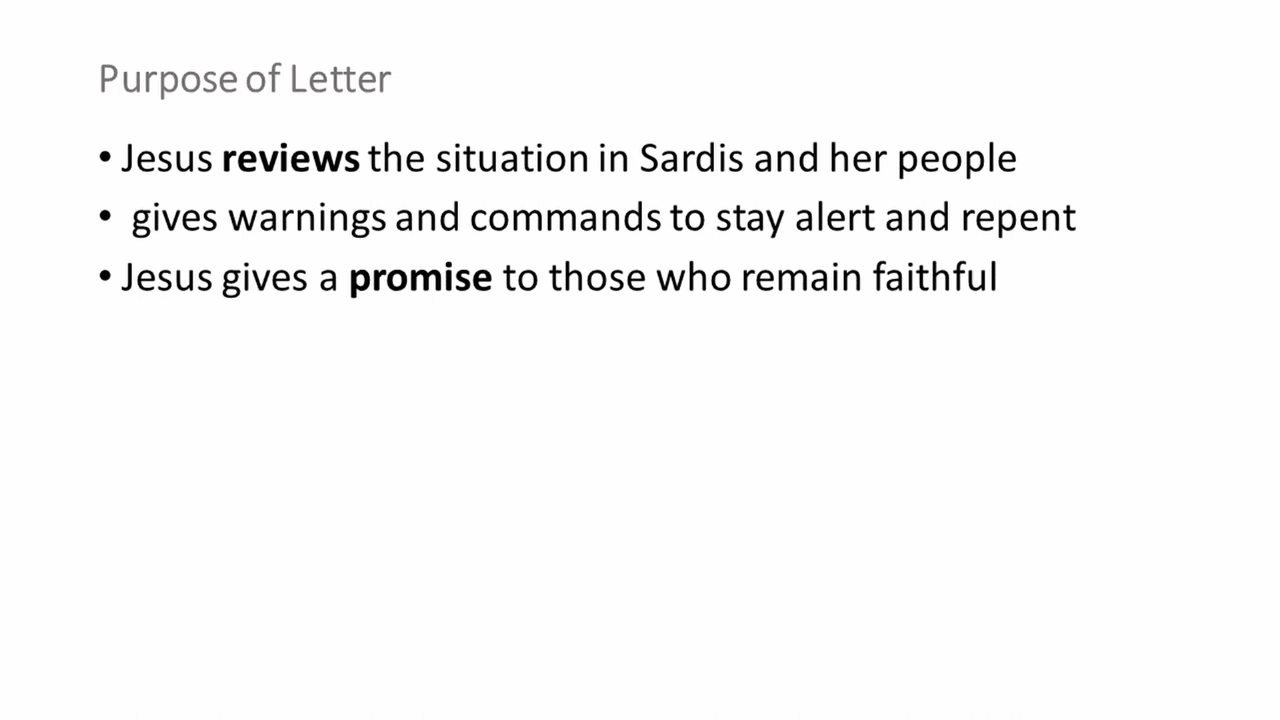 Purpose of Letter
• Jesus reviews the situation in Sardis and her people
• gives warnings and commands to stay alert and repent
• Jesus gives a promise to those who remain faithful